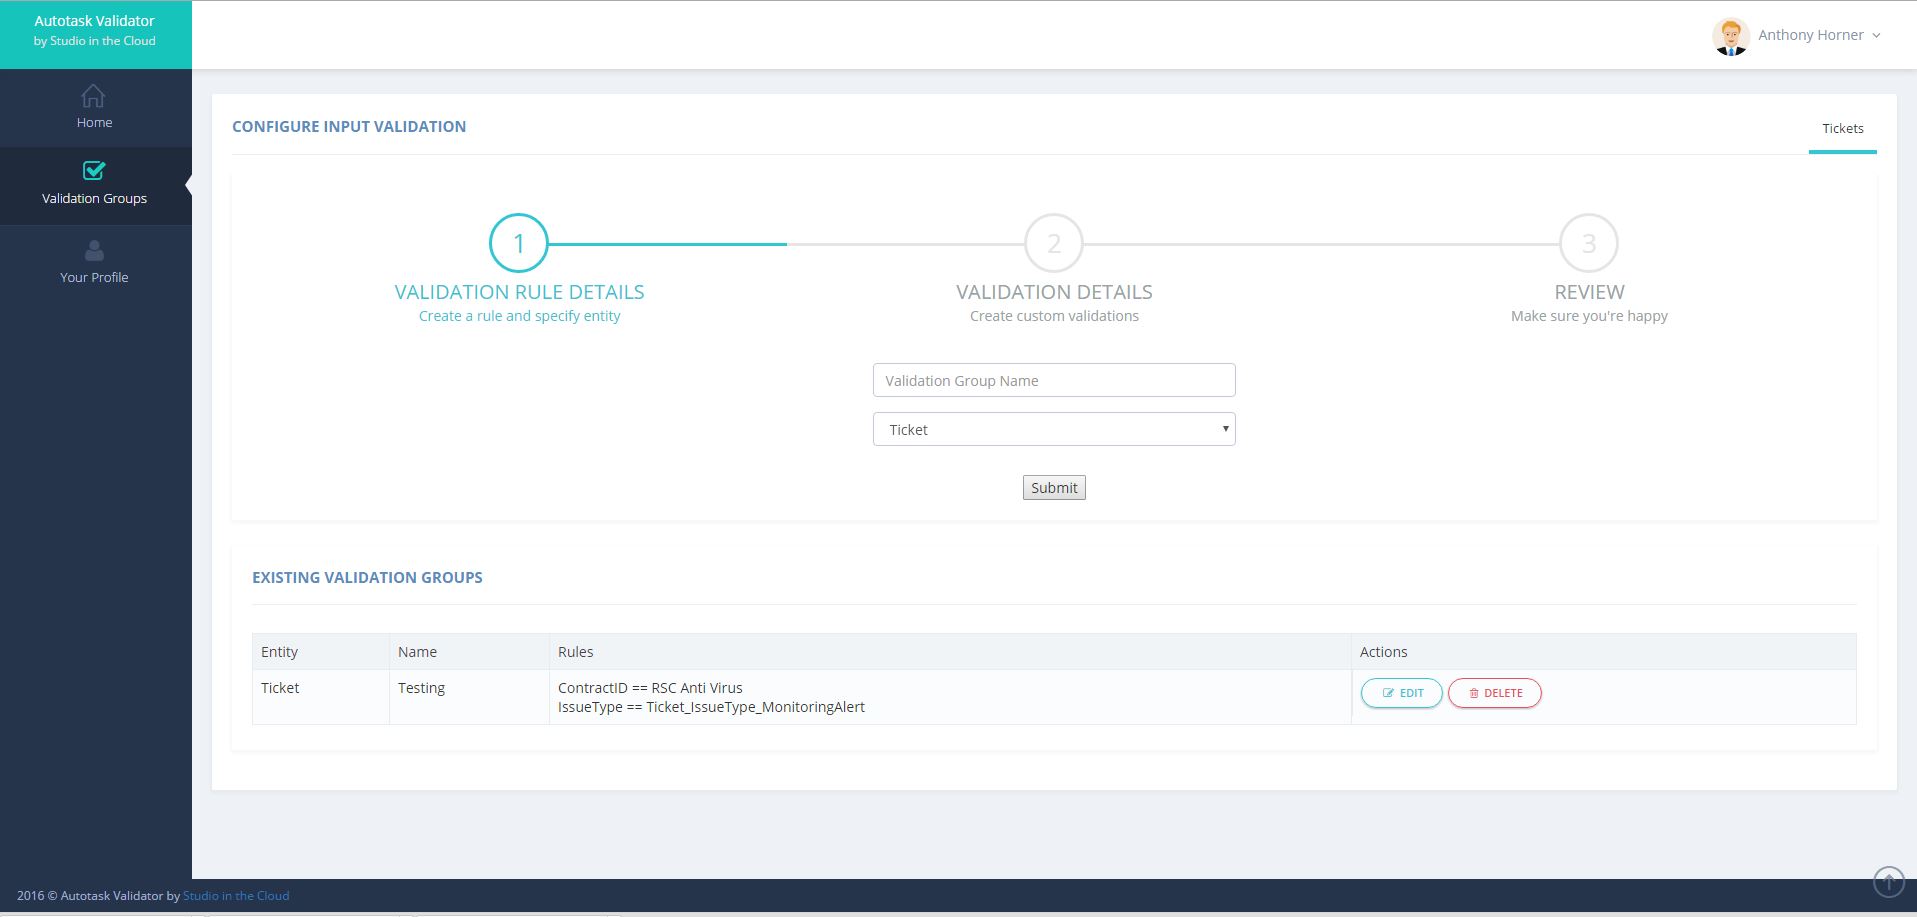 Autotask Validator
by Studio in the Cloud
Anthony Horner
Home
Validation Groups
Your Profile
CONFIGURE INPUT VALIDATION
Tickets
1
2
3
VALIDATION RULE DETAILS
VALIDATION DETAILS
REVIEW
Create a rule and specify entity
Create custom validations
Make sure you're happy
Validation Group Name
Ticket
Submit
EXISTING VALIDATION GROUPS
Entity Name Rules Actions
Ticket Testing ContractID == RSC Anti Virus EDIT DELETE
IssueType == Ticket_IssueType_MonitoringAlert
2016 © Autotask Validator by Studio in the Cloud